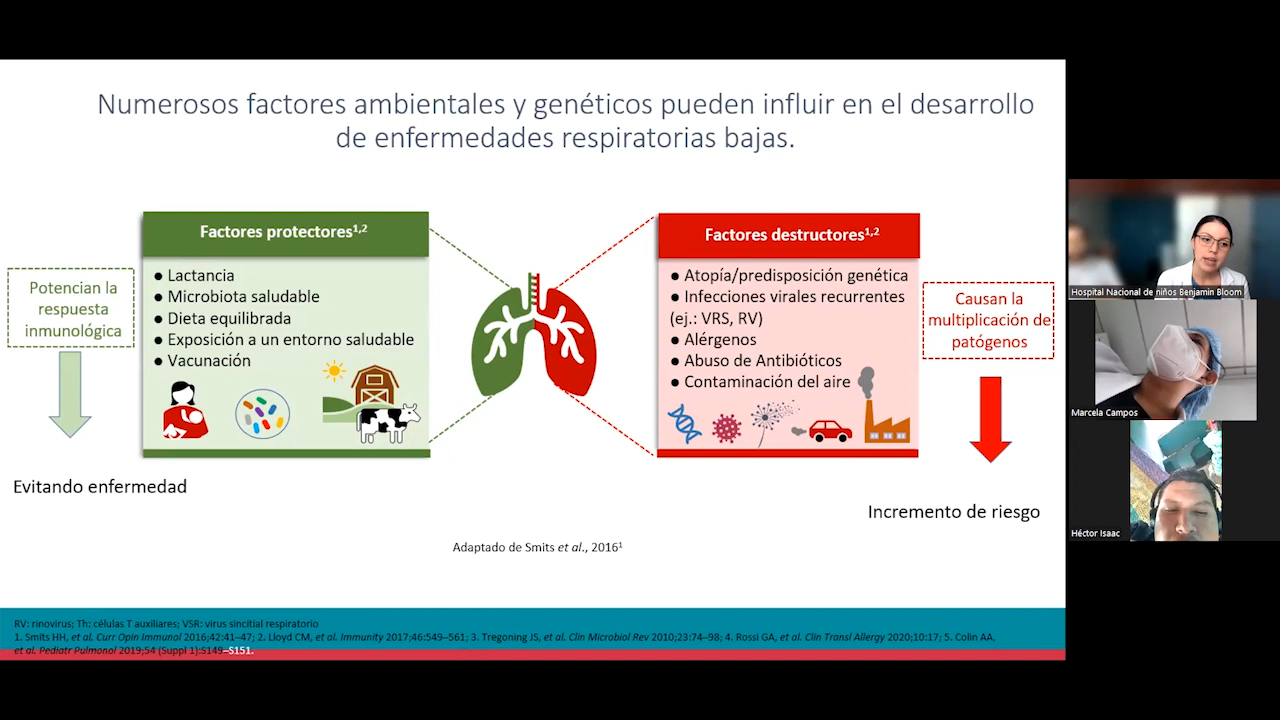 Numerosos factores ambientales y genéticos pueden influir en el desarrollo
de enfermedades respiratorias bajas.
Potencian la
respuesta
inmunológica
Evitando enfermedad
Factores protectores1,2
● Lactancia
● Microbiota saludable
● Dieta equilibrada
● Exposición a un entorno saludable
● Vacunación
Factores destructores1,2
● Atopía/predisposición genética
● Infecciones virales recurrentes
(ej.: VRS, RV)
● Alérgenos
● Abuso de Antibióticos
● Contaminación del aire
Causan la
multiplicación de
patógenos
Incremento de riesgo
Adaptado de Smits et al., 20161
RV: rinovirus; Th: células T auxiliares; VSR: virus sincitial respiratorio
1. Smits HH, et al. Curr Opin Immunol 2016;42:41–47; 2. Lloyd CM, et al. Immunity 2017;46:549–561; 3. Tregoning JS, et al. Clin Microbiol Rev 2010;23:74–98; 4. Rossi GA, et al. Clin Transl Allergy 2020;10:17; 5. Colin AA,
et al. Pediatr Pulmonol 2019;54 (Suppl 1):S149–S151.
Hospital Nacional de niños Benjamin Bloom
Marcela Campos
Héctor Isaac